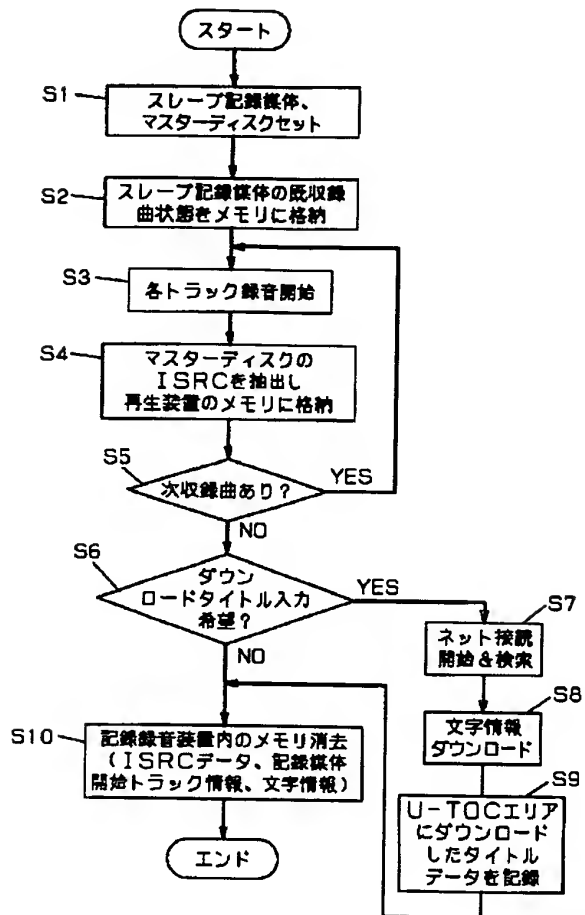 スタート
S1
スレーブ記録媒体、
マスターディスクセット
S2
スレーブ記録媒体の既収録
曲状態をメモリに格納
S3
各トラック録音開始
S4
マスターディスクの
ISRCを抽出し
再生装置のメモリに格納
S5
次収録曲あり?
YES
NO
S6
ダウン
ロードタイトル入力
希望?
YES
NO
S7
ネット接続
開始&検索
S8
文字情報
ダウンロード
S9
U-TOCエリア
にダウンロード
したタイトル
データを記録
S10
記録録音装置内のメモリ消去
(ISRCデータ、記録媒体
開始トラック情報、文字情報)
エンド